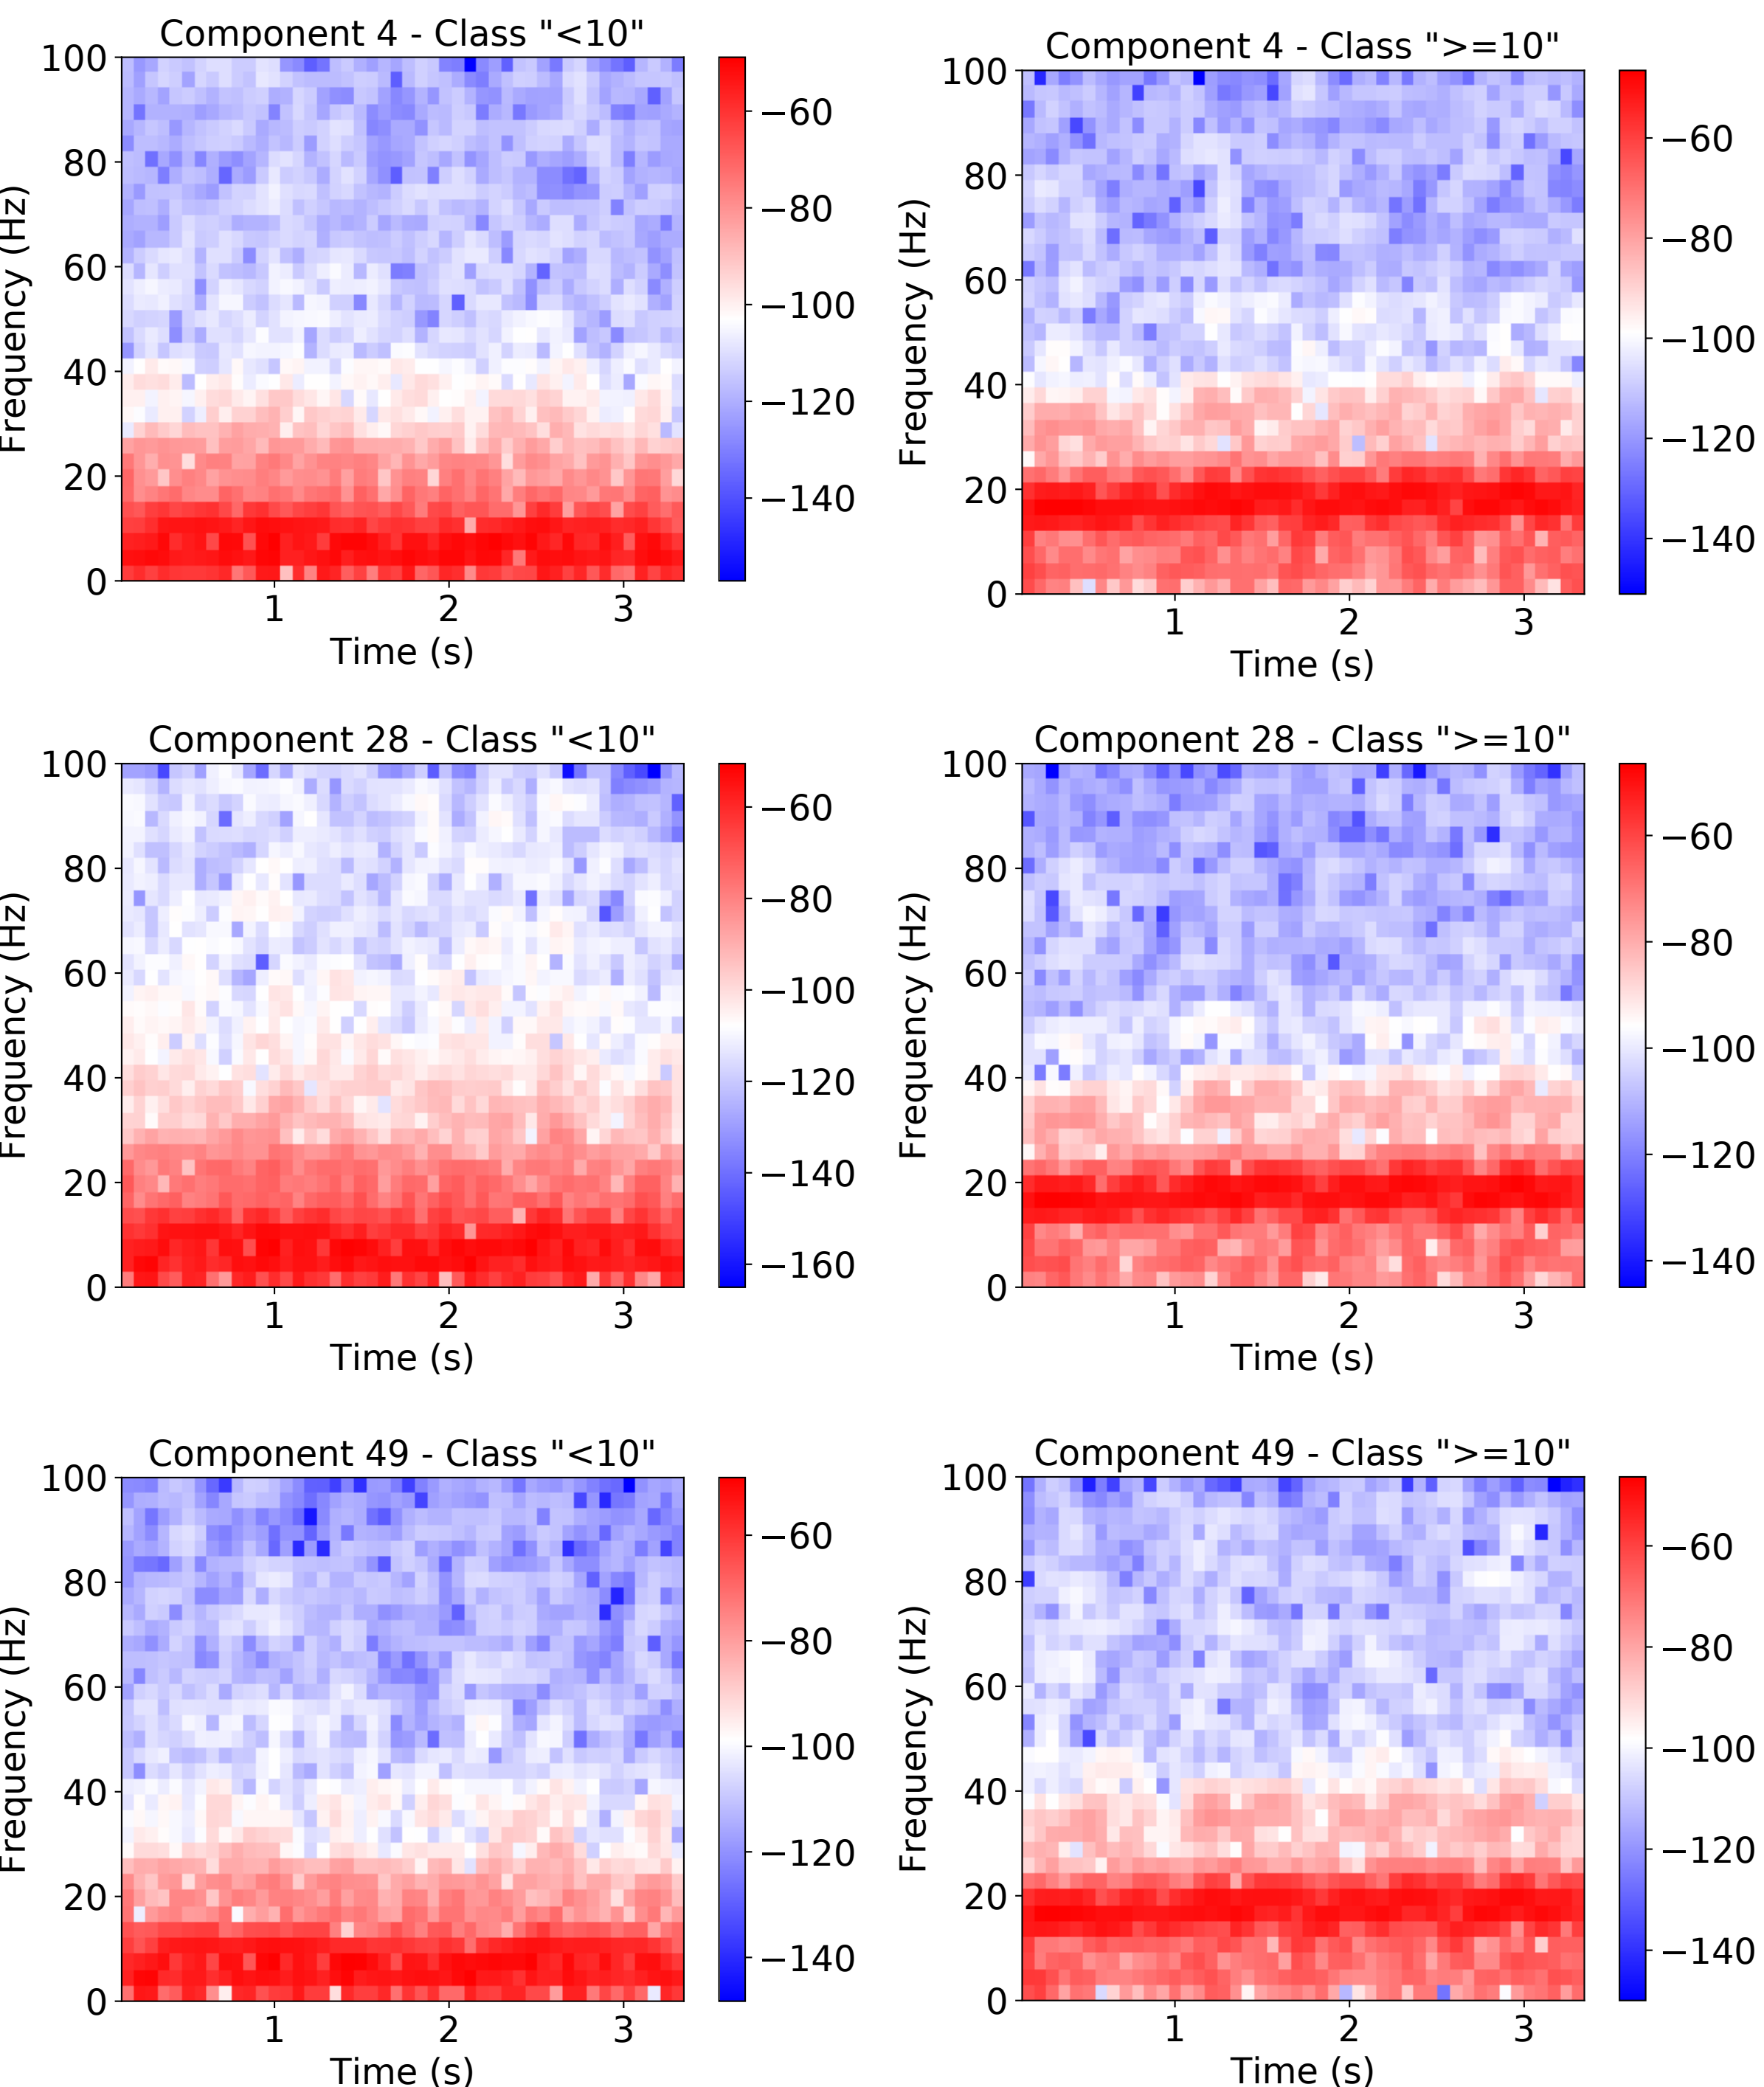 Component 4 - Class "<10"
100
80
60
40
20
0
Frequency (Hz)
1 2 3
Time (s)
−60
−80
−100
−120
−140
Component 4 - Class ">=10"
100
80
60
40
20
0
Frequency (Hz)
1 2 3
Time (s)
−60
−80
−100
−120
−140
Component 28 - Class "<10"
100
80
60
40
20
0
Frequency (Hz)
1 2 3
Time (s)
−60
−80
−100
−120
−140
−160
Component 28 - Class ">=10"
100
80
60
40
20
0
Frequency (Hz)
1 2 3
Time (s)
−60
−80
−100
−120
−140
Component 49 - Class "<10"
100
80
60
40
20
0
Frequency (Hz)
1 2 3
Time (s)
−60
−80
−100
−120
−140
Component 49 - Class ">=10"
100
80
60
40
20
0
Frequency (Hz)
1 2 3
Time (s)
−60
−80
−100
−120
−140